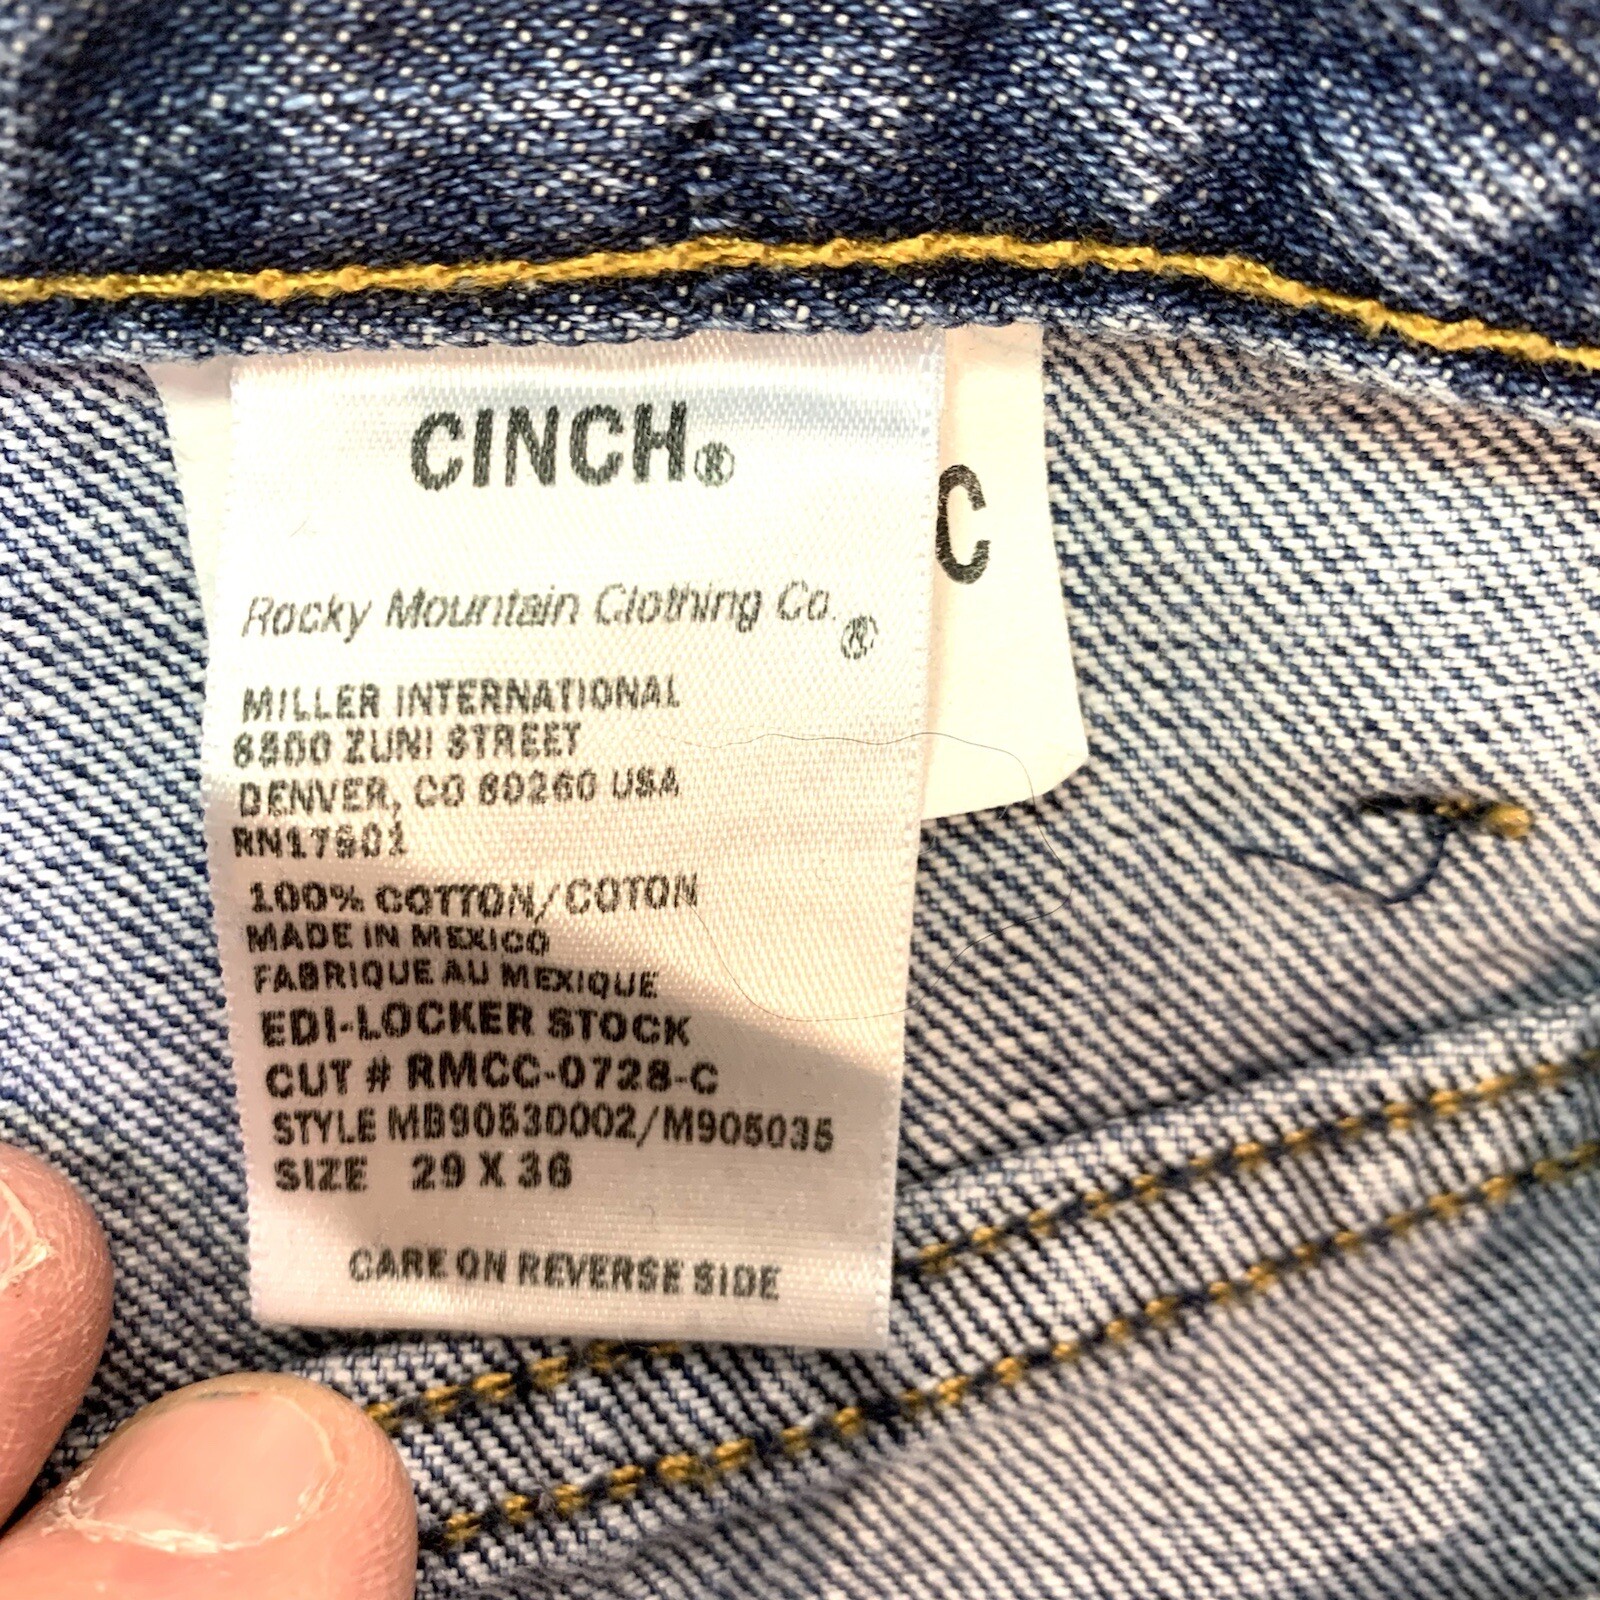 CINCH®
C
Rocky Mountain Clothing Co.®
MILLER INTERNATIONAL
8500 ZUNI STREET
DENVER, CO 80260 USA
RN17901
100% COTTON/COTON
MADE IN MEXICO
FABRIQUE AU MEXIQUE
EDI-LOCKER STOCK
CUT # RMCC-0728-C
STYLE MB90530002/M905035
SIZE 29 X 36
CARE ON REVERSE SIDE